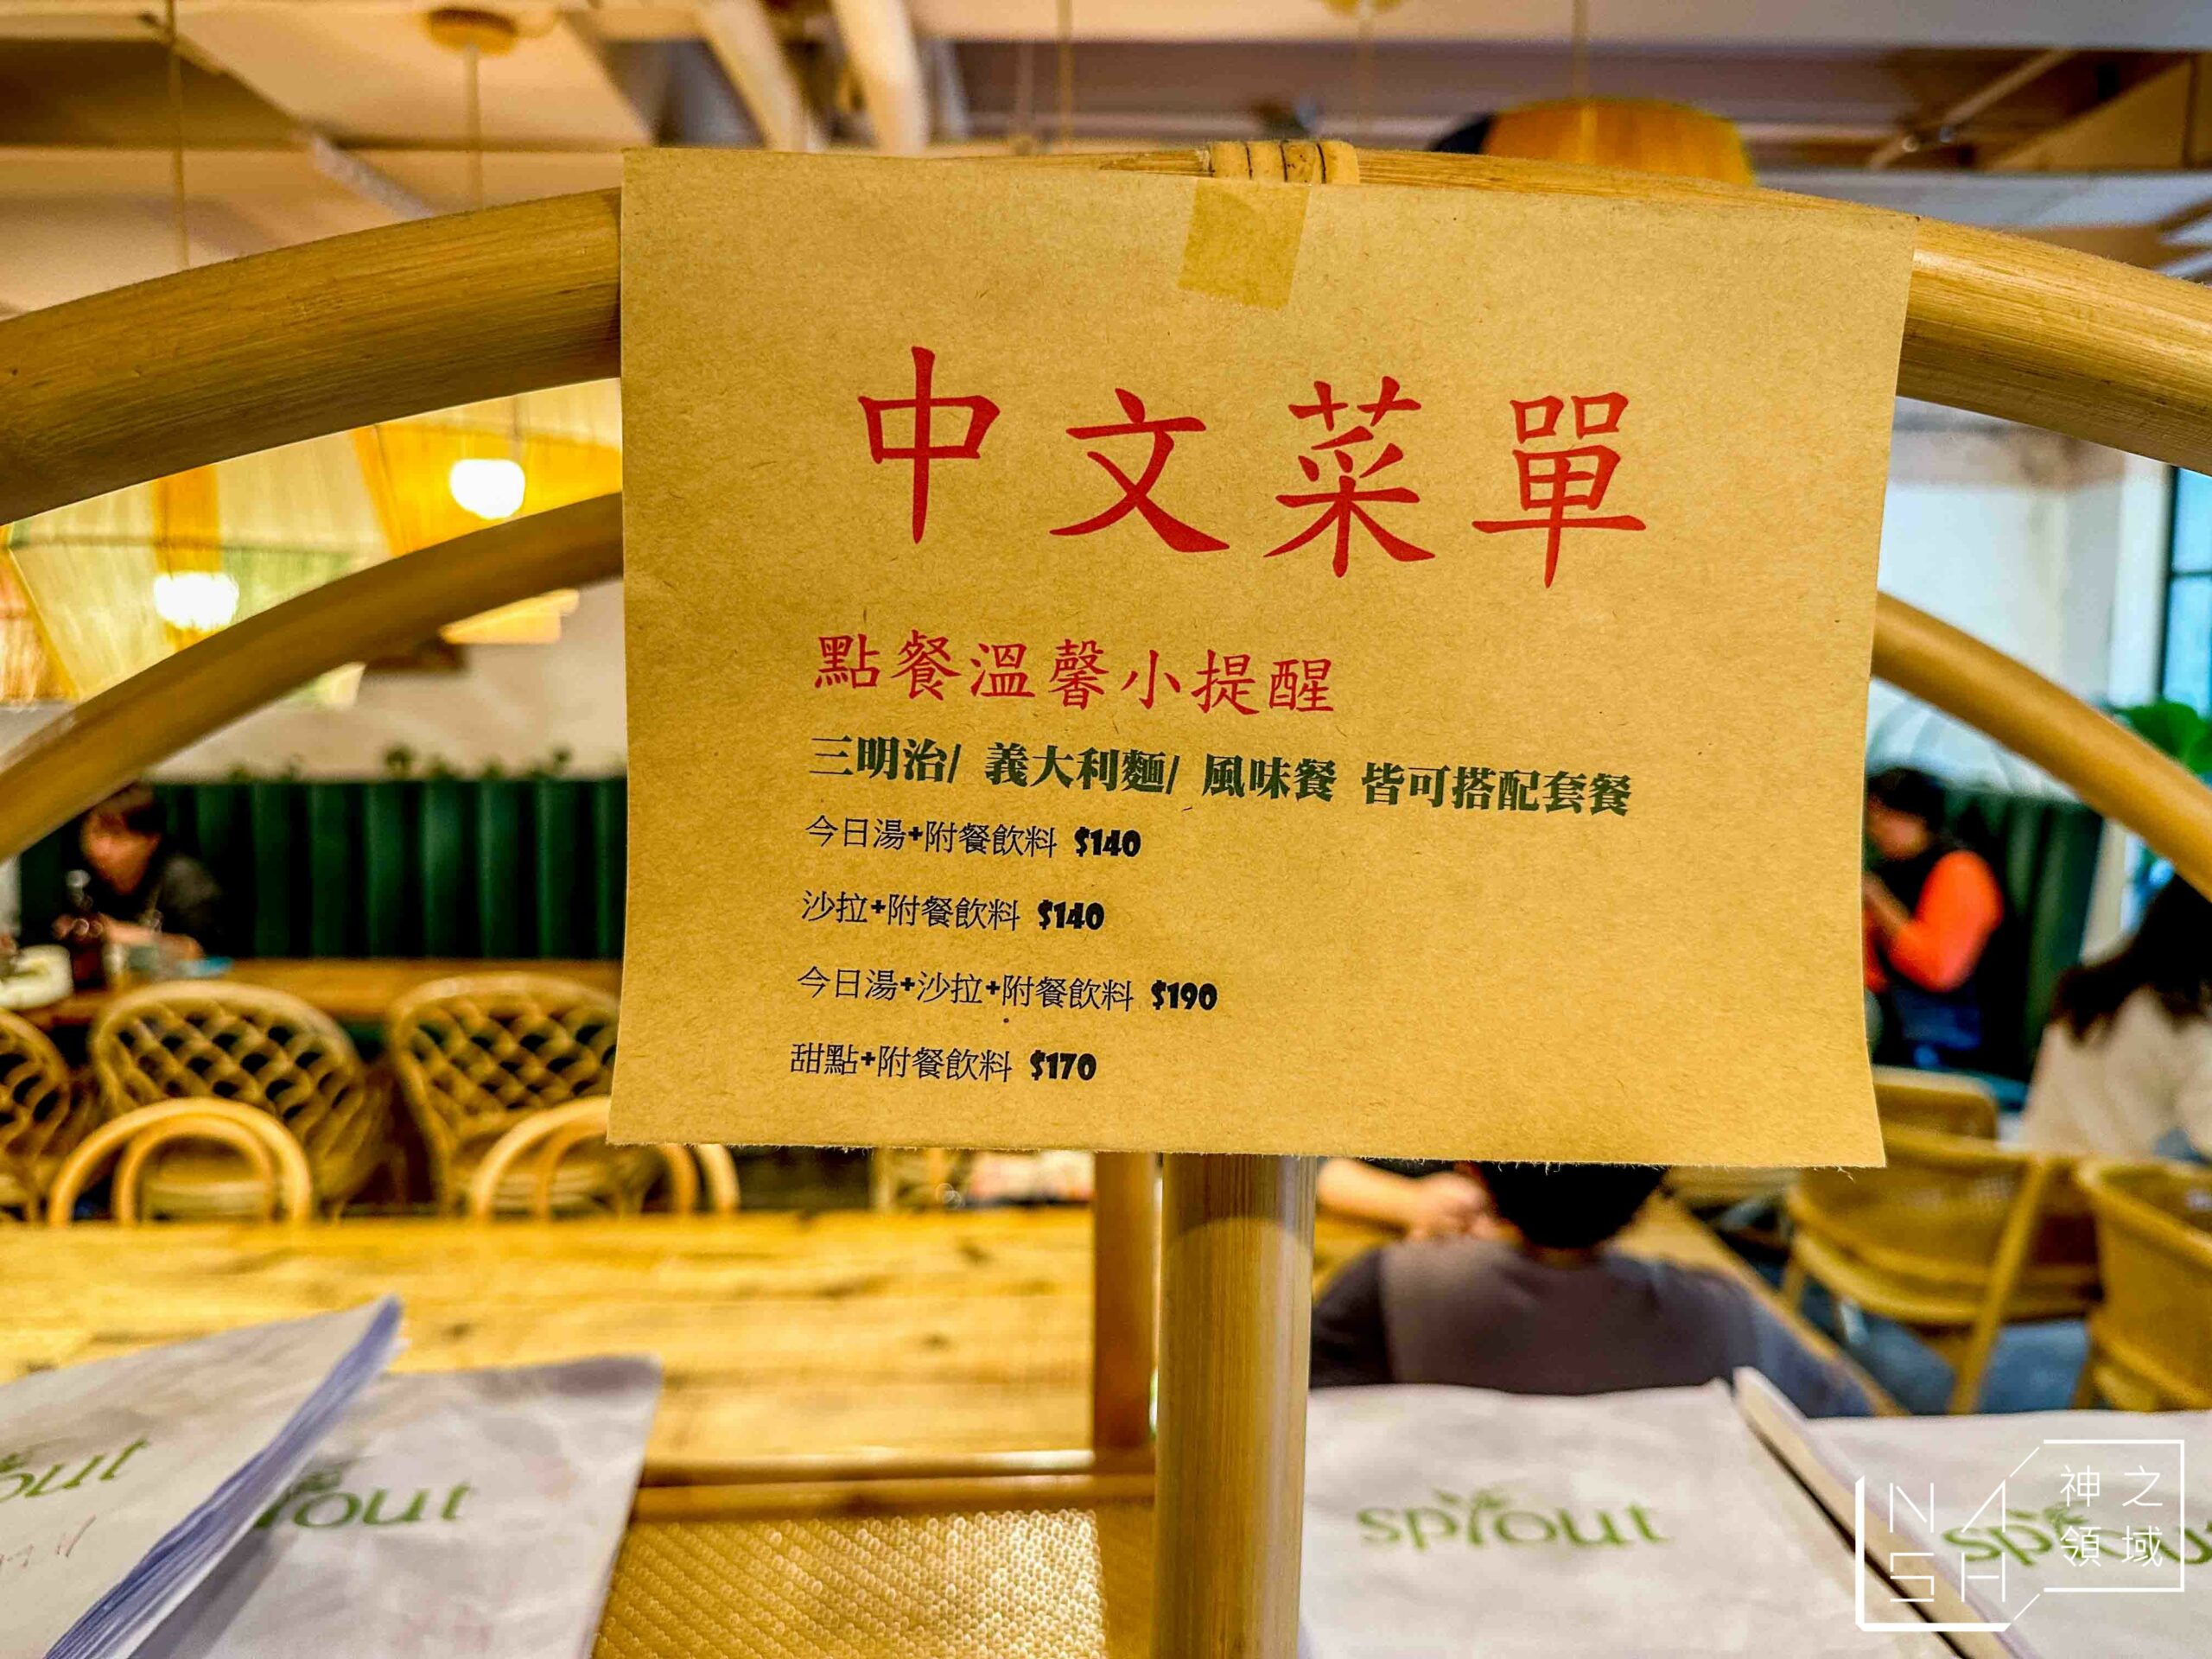 中文菜單
點餐溫馨小提醒
三明治/ 義大利麵/ 風味餐 皆可搭配套餐
今日湯+附餐飲料 $140
沙拉+附餐飲料 $140
今日湯+沙拉+附餐飲料 $190
甜點+附餐飲料 $170
sprout
NASH
神之領域